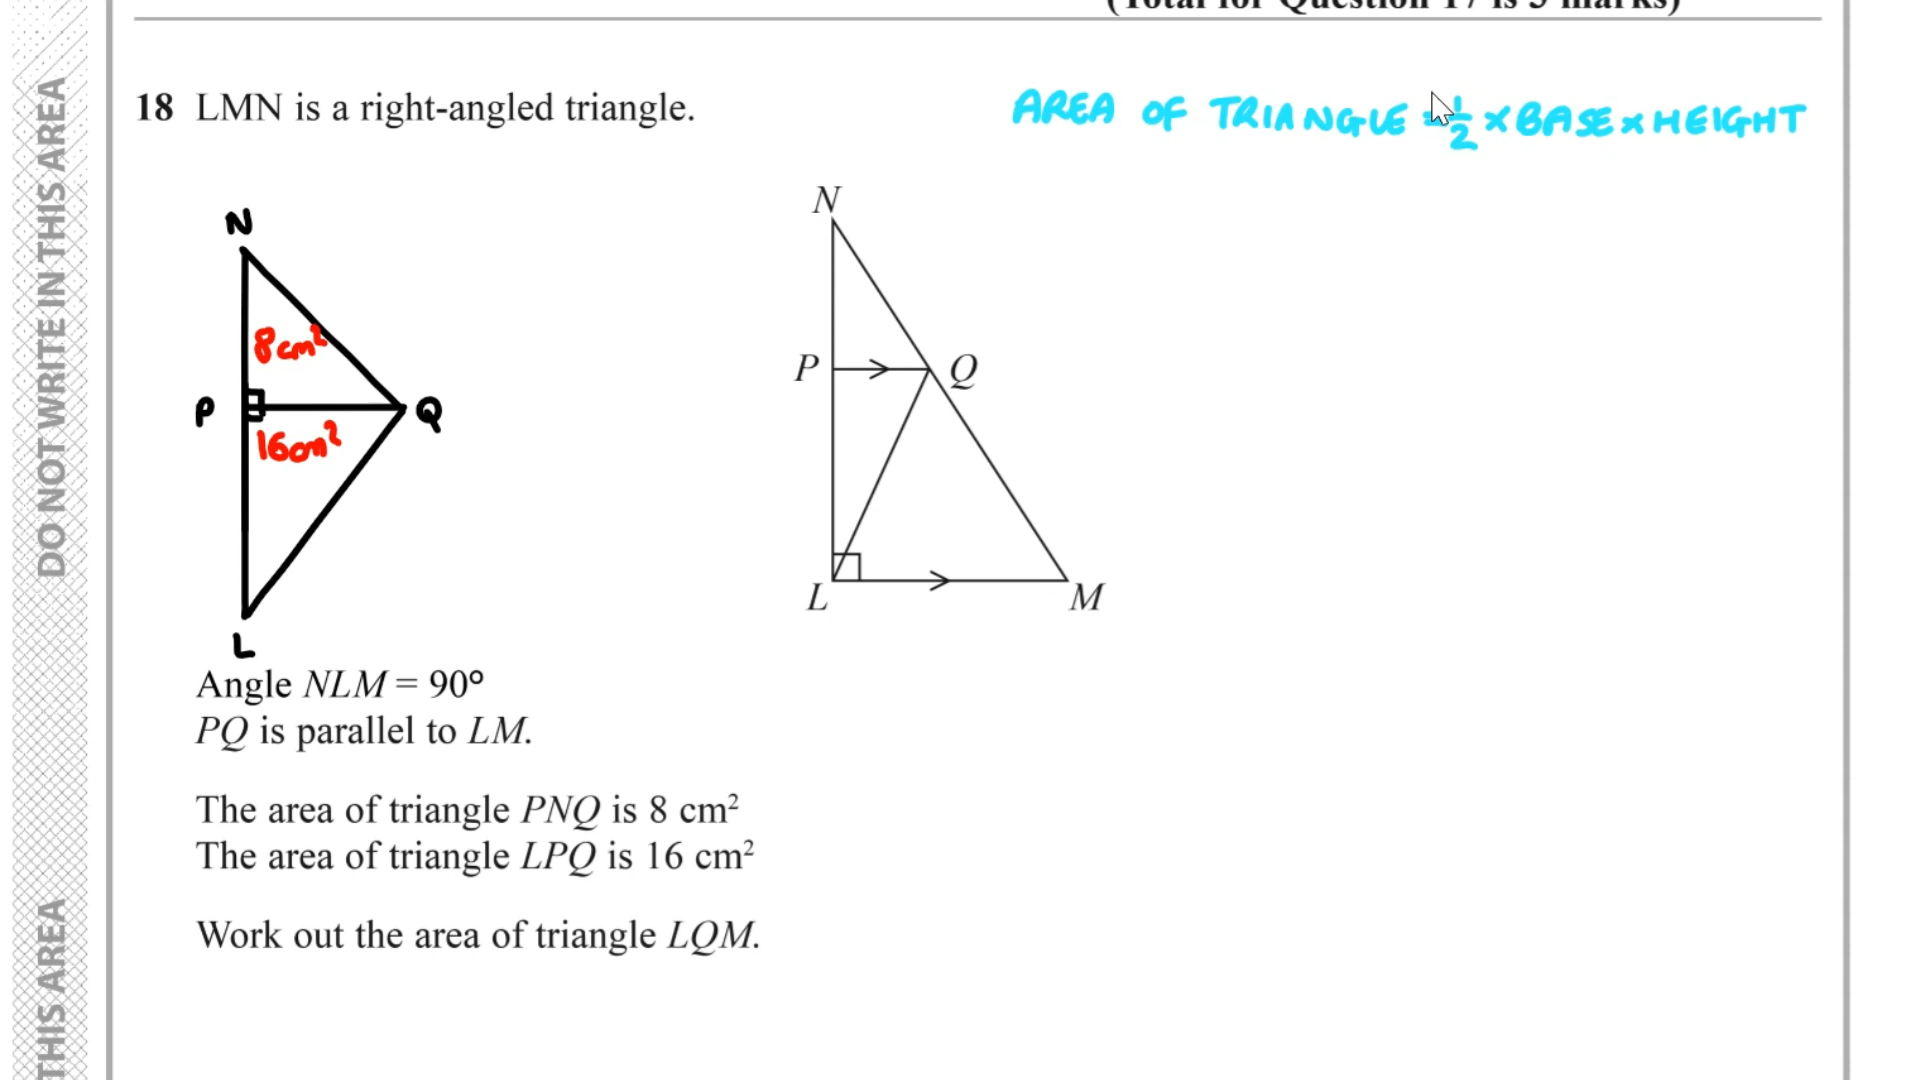 (Total for Question 17 is 3 marks)
18 LMN is a right-angled triangle.
AREA OF TRIANGLE = 1/2 × BASE × HEIGHT
N
8cm²
P
Q
16cm²
L
N
P
Q
L
M
Angle NLM = 90°
PQ is parallel to LM.
The area of triangle PNQ is 8 cm²
The area of triangle LPQ is 16 cm²
Work out the area of triangle LQM.
DO NOT WRITE IN THIS AREA
THIS AREA